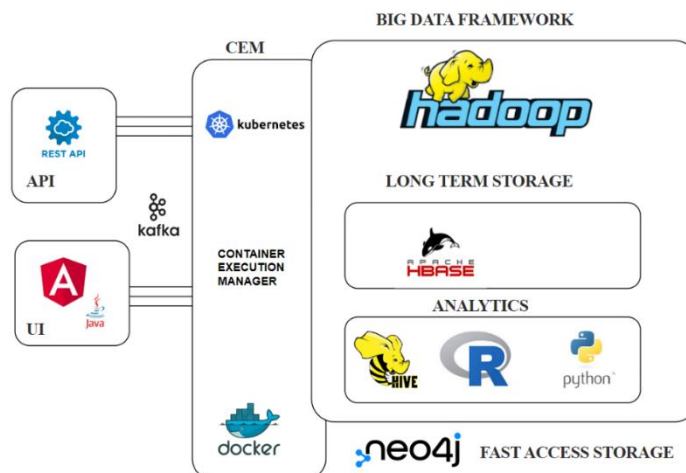 BIG DATA FRAMEWORK
CEM
hadoop
kubernetes
REST API
API
LONG TERM STORAGE
kafka
APACHE
HBASE
CONTAINER
EXECUTION
MANAGER
Java
UI
ANALYTICS
HIVE
R
python
docker
neo4j
FAST ACCESS STORAGE